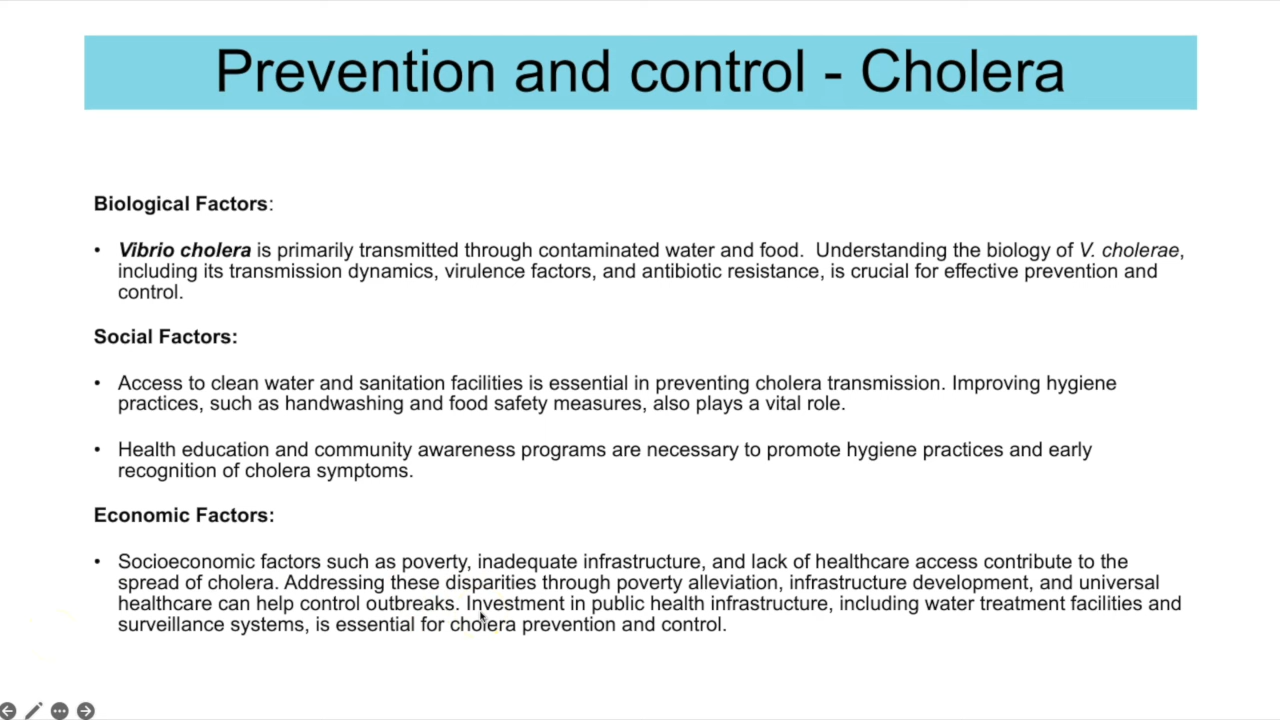 Prevention and control - Cholera
Biological Factors:
• Vibrio cholera is primarily transmitted through contaminated water and food.  Understanding the biology of V. cholerae,
including its transmission dynamics, virulence factors, and antibiotic resistance, is crucial for effective prevention and
control.
Social Factors:
• Access to clean water and sanitation facilities is essential in preventing cholera transmission. Improving hygiene
practices, such as handwashing and food safety measures, also plays a vital role.
• Health education and community awareness programs are necessary to promote hygiene practices and early
recognition of cholera symptoms.
Economic Factors:
• Socioeconomic factors such as poverty, inadequate infrastructure, and lack of healthcare access contribute to the
spread of cholera. Addressing these disparities through poverty alleviation, infrastructure development, and universal
healthcare can help control outbreaks. Investment in public health infrastructure, including water treatment facilities and
surveillance systems, is essential for cholera prevention and control.